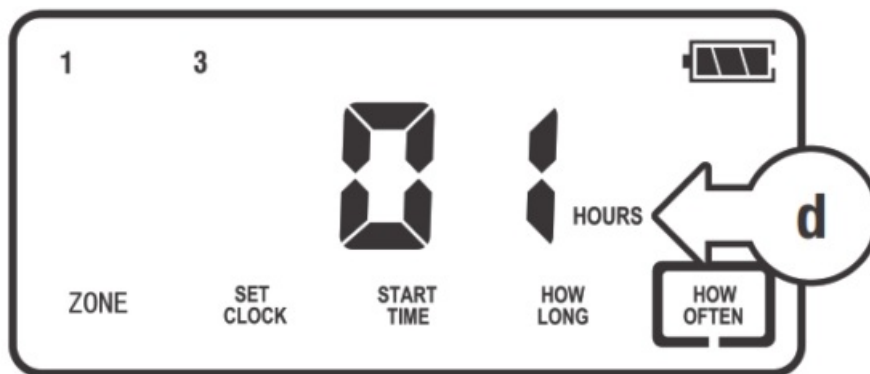 1 3
01 HOURS
d
ZONE SET CLOCK START TIME HOW LONG HOW OFTEN